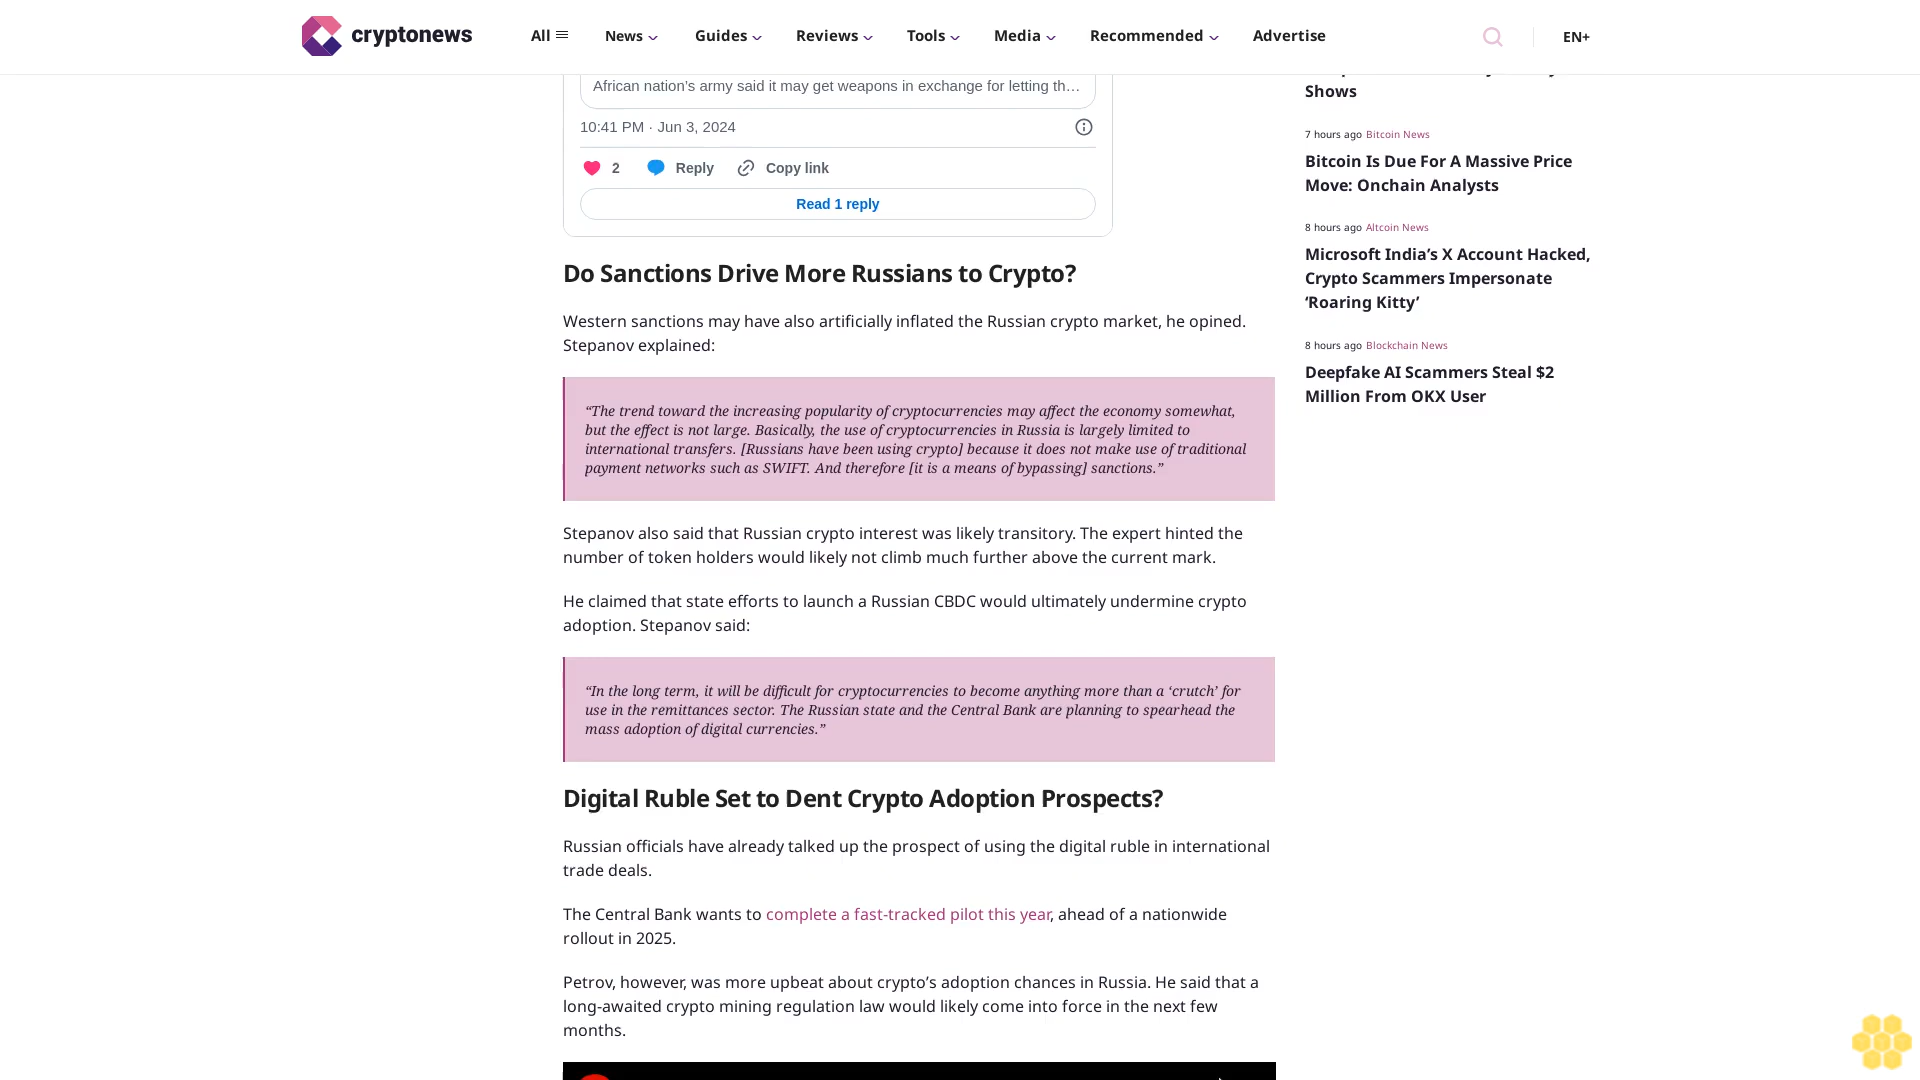 cryptonews
All
News
Guides
Reviews
Tools
Media
Recommended
Advertise
EN+
African nation's army said it may get weapons in exchange for letting th…
10:41 PM · Jun 3, 2024
2
Reply
Copy link
Read 1 reply
Do Sanctions Drive More Russians to Crypto?
Western sanctions may have also artificially inflated the Russian crypto market, he opined.
Stepanov explained:
“The trend toward the increasing popularity of cryptocurrencies may affect the economy somewhat,
but the effect is not large. Basically, the use of cryptocurrencies in Russia is largely limited to
international transfers. [Russians have been using crypto] because it does not make use of traditional
payment networks such as SWIFT. And therefore [it is a means of bypassing] sanctions.”
Stepanov also said that Russian crypto interest was likely transitory. The expert hinted the
number of token holders would likely not climb much further above the current mark.
He claimed that state efforts to launch a Russian CBDC would ultimately undermine crypto
adoption. Stepanov said:
“In the long term, it will be difficult for cryptocurrencies to become anything more than a ‘crutch’ for
use in the remittances sector. The Russian state and the Central Bank are planning to spearhead the
mass adoption of digital currencies.”
Digital Ruble Set to Dent Crypto Adoption Prospects?
Russian officials have already talked up the prospect of using the digital ruble in international
trade deals.
The Central Bank wants to complete a fast-tracked pilot this year, ahead of a nationwide
rollout in 2025.
Petrov, however, was more upbeat about crypto’s adoption chances in Russia. He said that a
long-awaited crypto mining regulation law would likely come into force in the next few
months.
Shows
7 hours ago Bitcoin News
Bitcoin Is Due For A Massive Price
Move: Onchain Analysts
8 hours ago Altcoin News
Microsoft India’s X Account Hacked,
Crypto Scammers Impersonate
‘Roaring Kitty’
8 hours ago Blockchain News
Deepfake AI Scammers Steal $2
Million From OKX User